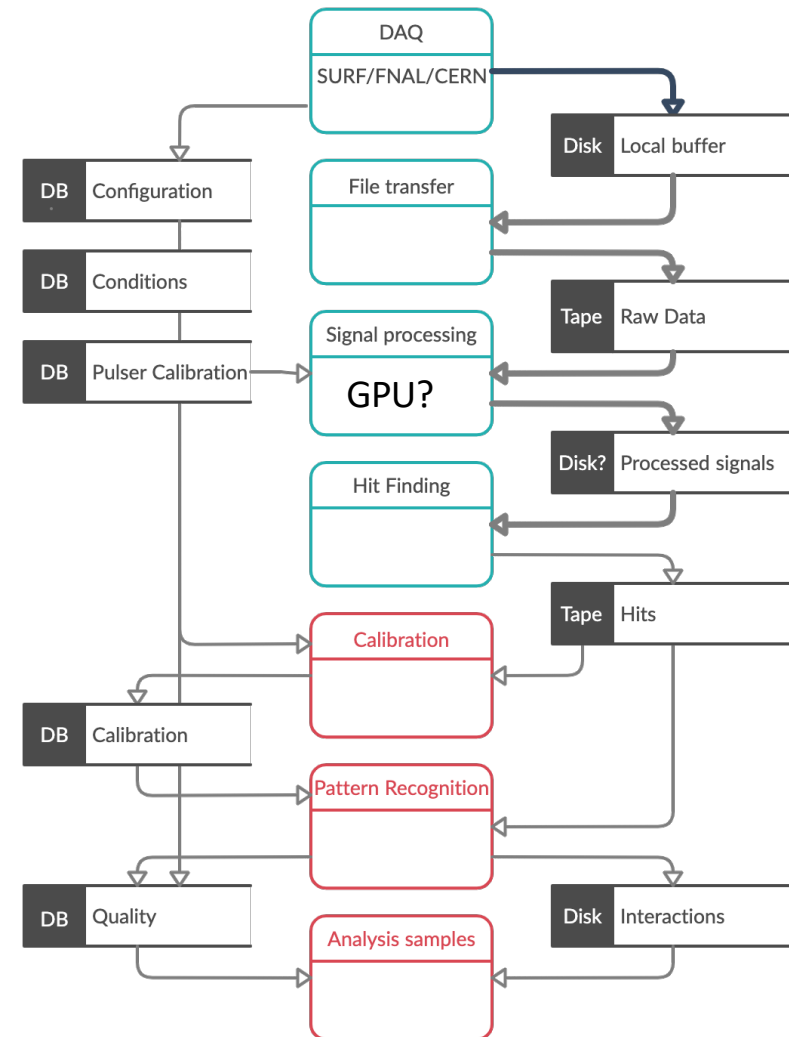 DAQ
SURF/FNAL/CERN
Disk Local buffer
DB Configuration
File transfer
DB Conditions
Tape Raw Data
Signal processing
DB Pulser Calibration
GPU?
Disk? Processed signals
Hit Finding
Tape Hits
Calibration
DB Calibration
Pattern Recognition
DB Quality
Disk Interactions
Analysis samples